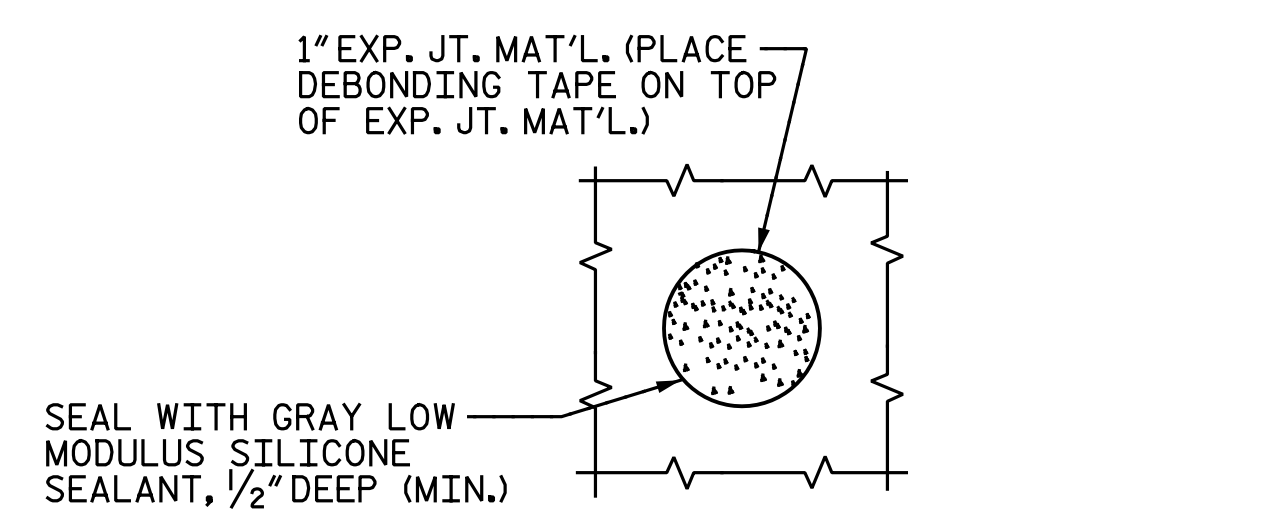 1" EXP. JT. MAT'L. (PLACE
DEBONDING TAPE ON TOP
OF EXP. JT. MAT'L.)
SEAL WITH GRAY LOW
MODULUS SILICONE
SEALANT, 1/2" DEEP (MIN.)